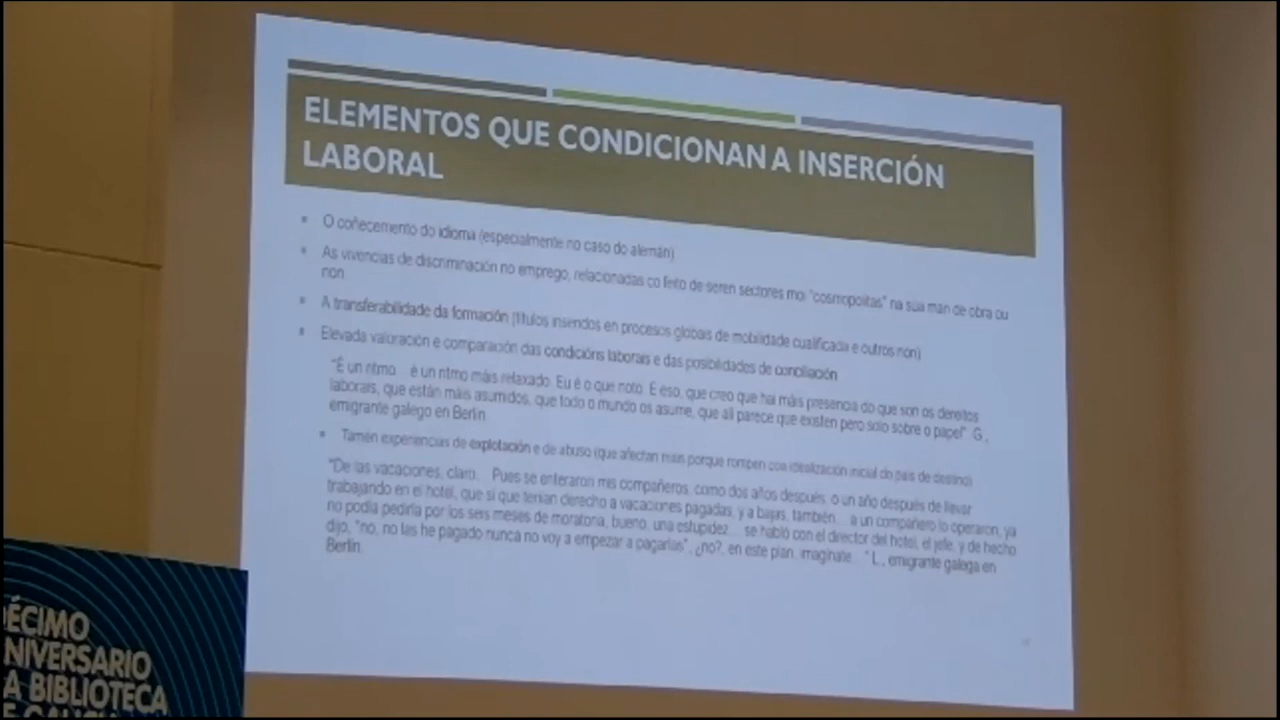 ELEMENTOS QUE CONDICIONAN A INSERCIÓN
LABORAL
O coñecemento do idioma (especialmente no caso do alemán)
As vivencias de discriminación no emprego, relacionadas co feito de seren sectores moi "cosmopolitas" na súa man de obra ou
non
A transferabilidade da formación (títulos inseridos en procesos globais de mobilidade cualificada e outros non)
Elevada valoración e comparación das condicións laborais e das posibilidades de conciliación
"É un ritmo... é un ritmo máis relaxado. Eu é o que noto. E eso, que creo que hai máis presencia do que son os dereitos
laborais, que están máis asumidos, que todo o mundo os asume, que alí parece que existen pero solo sobre o papel". G.,
emigrante galego en Berlín.
Tamén experiencias de explotación e de abuso (que afectan máis porque rompen coa idealización inicial do país de destino)
"De las vacaciones, claro... Pues se enteraron mis compañeros, como dos años después, o un año después de llevar
trabajando en el hotel, que sí que tenían derecho a vacaciones pagadas, y a bajas, también... a un compañero lo operaron, ya
no podía pedirla por los seis meses de moratoria, bueno, una estupidez... se habló con el director del hotel, el jefe, y de hecho
dijo, "no, no las he pagado nunca no voy a empezar a pagarlas", ¿no?, en este plan, imagínate..." L., emigrante galega en
Berlín.
DÉCIMO
ANIVERSARIO
DA BIBLIOTECA
DE GALICIA